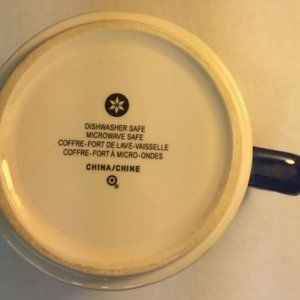 DISHWASHER SAFE
MICROWAVE SAFE
COFFRE-FORT DE LAVE-VAISSELLE
COFFRE-FORT À MICRO-ONDES
CHINA/CHINE
®